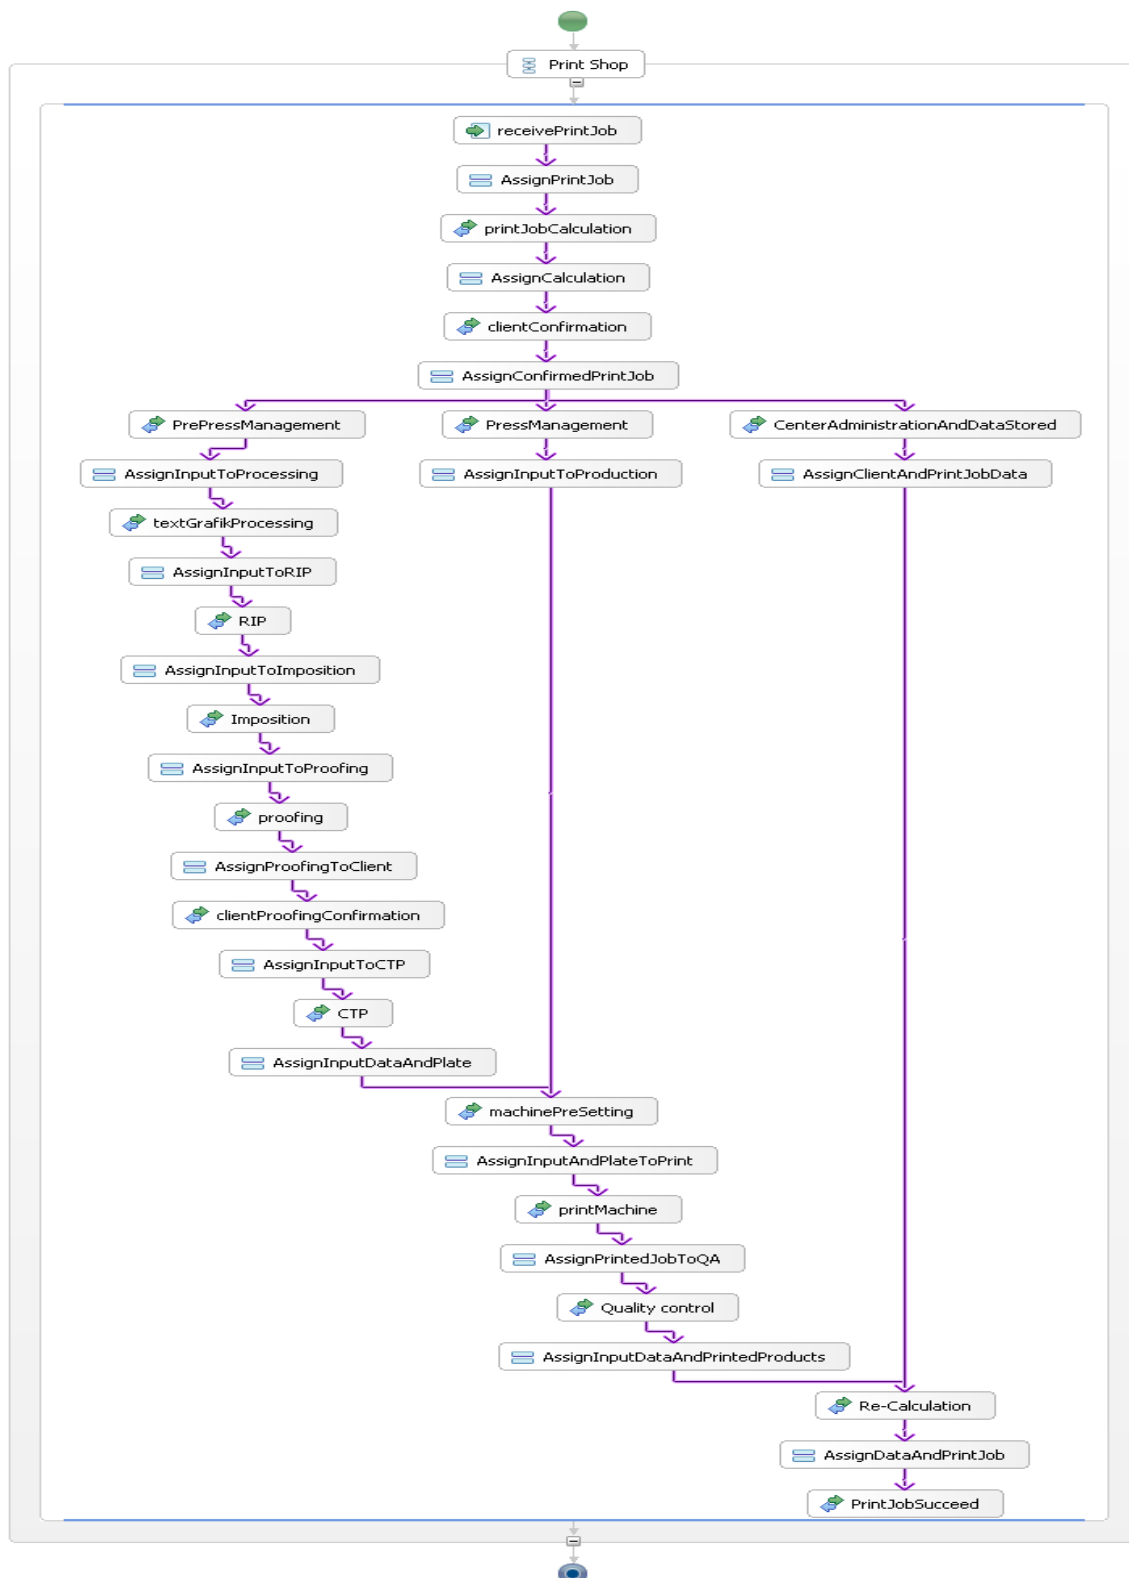 Print Shop
receivePrintJob
AssignPrintJob
printJobCalculation
AssignCalculation
clientConfirmation
AssignConfirmedPrintJob
PrePressManagement PressManagement CenterAdministrationAndDataStored
AssignInputToProcessing AssignInputToProduction AssignClientAndPrintJobData
textGrafikProcessing
AssignInputToRIP
RIP
AssignInputToImposition
Imposition
AssignInputToProofing
proofing
AssignProofingToClient
clientProofingConfirmation
AssignInputToCTP
CTP
AssignInputDataAndPlate
machinePreSetting
AssignInputAndPlateToPrint
printMachine
AssignPrintedJobToQA
Quality control
AssignInputDataAndPrintedProducts
Re-Calculation
AssignDataAndPrintJob
PrintJobSucceed